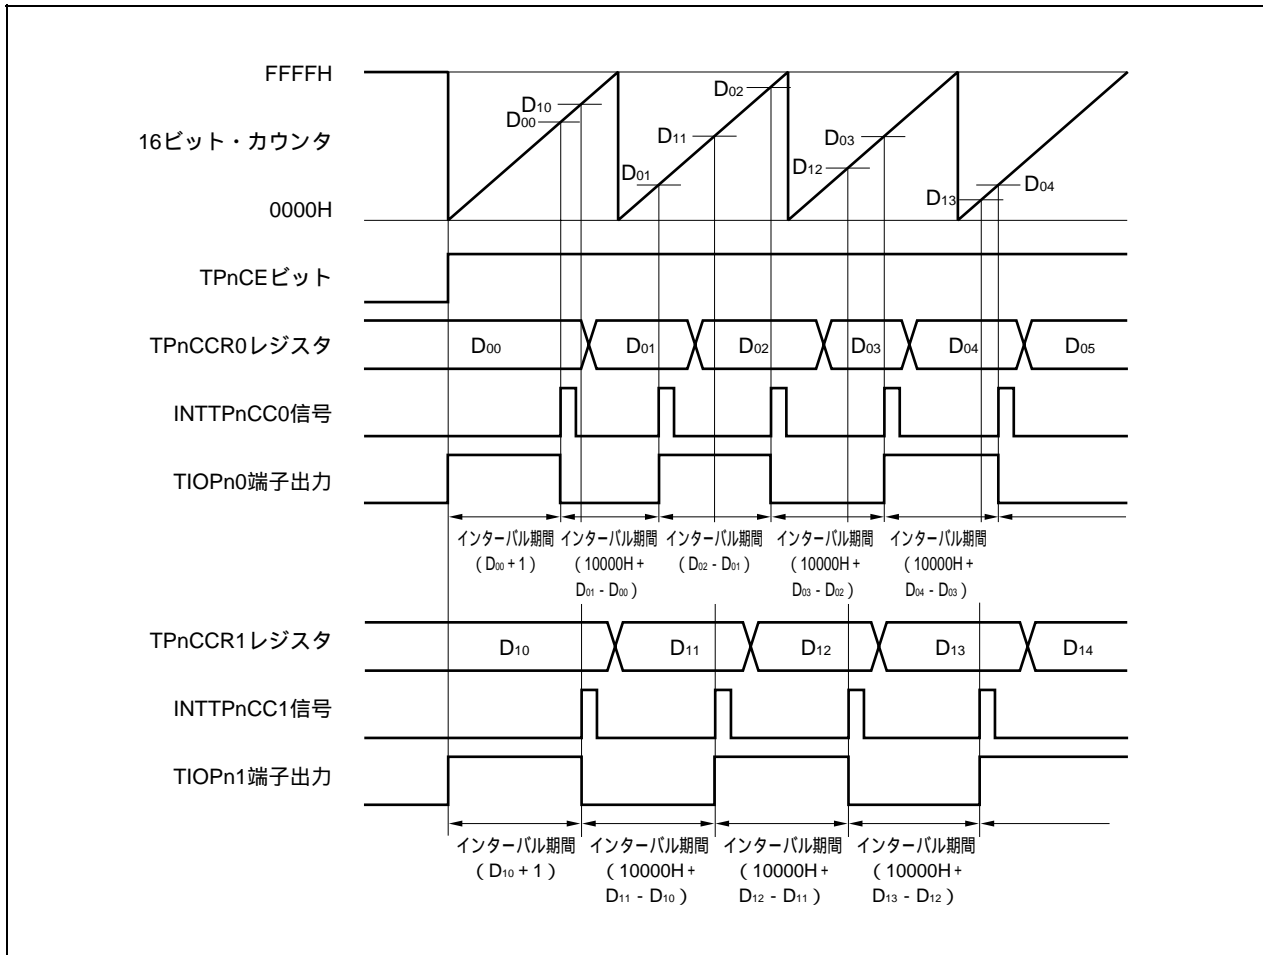 FFFFH
D10
D00
16ビット・カウンタ
D01
D11
D02
D12
D03
D13
D04
0000H
TPnCEビット
TPnCCR0レジスタ
D00
D01
D02
D03
D04
D05
INTTPnCC0信号
TIOPn0端子出力
インターバル期間
(D00 + 1)
インターバル期間
(10000H +
D01 - D00)
インターバル期間
(D02 - D01)
インターバル期間
(10000H +
D03 - D02)
インターバル期間
(10000H +
D04 - D03)
TPnCCR1レジスタ
D10
D11
D12
D13
D14
INTTPnCC1信号
TIOPn1端子出力
インターバル期間
(D10 + 1)
インターバル期間
(10000H +
D11 - D10)
インターバル期間
(10000H +
D12 - D11)
インターバル期間
(10000H +
D13 - D12)